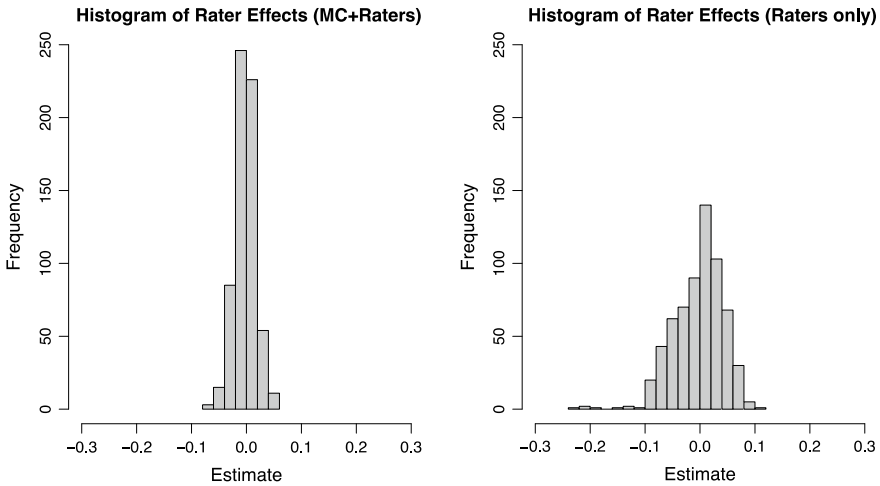 Histogram of Rater Effects (MC+Raters)
Frequency
250
200
150
100
50
0
−0.3 −0.2 −0.1 0.0 0.1 0.2 0.3
Estimate
Histogram of Rater Effects (Raters only)
Frequency
250
200
150
100
50
0
−0.3 −0.2 −0.1 0.0 0.1 0.2 0.3
Estimate